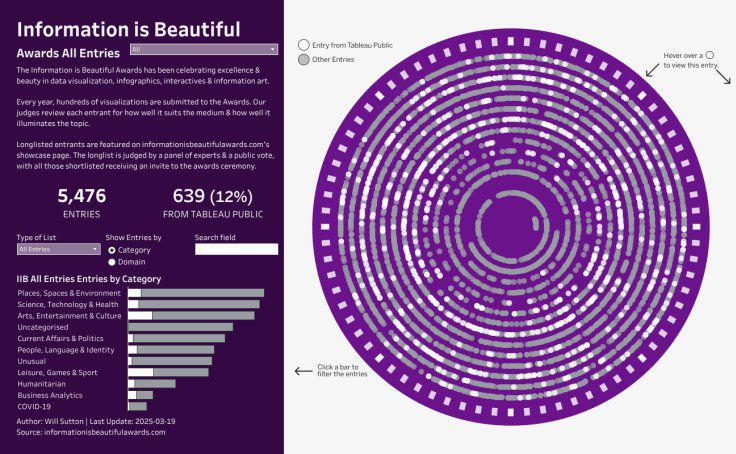 Information is Beautiful
Awards All Entries
All
The Information is Beautiful Awards has been celebrating excellence &
beauty in data visualization, infographics, interactives & information art.
Every year, hundreds of visualizations are submitted to the Awards. Our
judges review each entrant for how well it suits the medium & how well it
illuminates the topic.
Longlisted entrants are featured on informationisbeautifulawards.com's
showcase page. The longlist is judged by a panel of experts & a public vote,
with all those shortlisted receiving an invite to the awards ceremony.
5,476
ENTRIES
639 (12%)
FROM TABLEAU PUBLIC
Type of List
All Entries
Show Entries by
Category
Domain
Search field
IIB All Entries Entries by Category
Places, Spaces & Environment
Science, Technology & Health
Arts, Entertainment & Culture
Uncategorised
Current Affairs & Politics
People, Language & Identity
Unusual
Leisure, Games & Sport
Humanitarian
Business Analytics
COVID-19
Author: Will Sutton | Last Update: 2025-03-19
Source: informationisbeautifulawards.com
Entry from Tableau Public
Other Entries
Hover over a
to view this entry.
Click a bar to
filter the entries